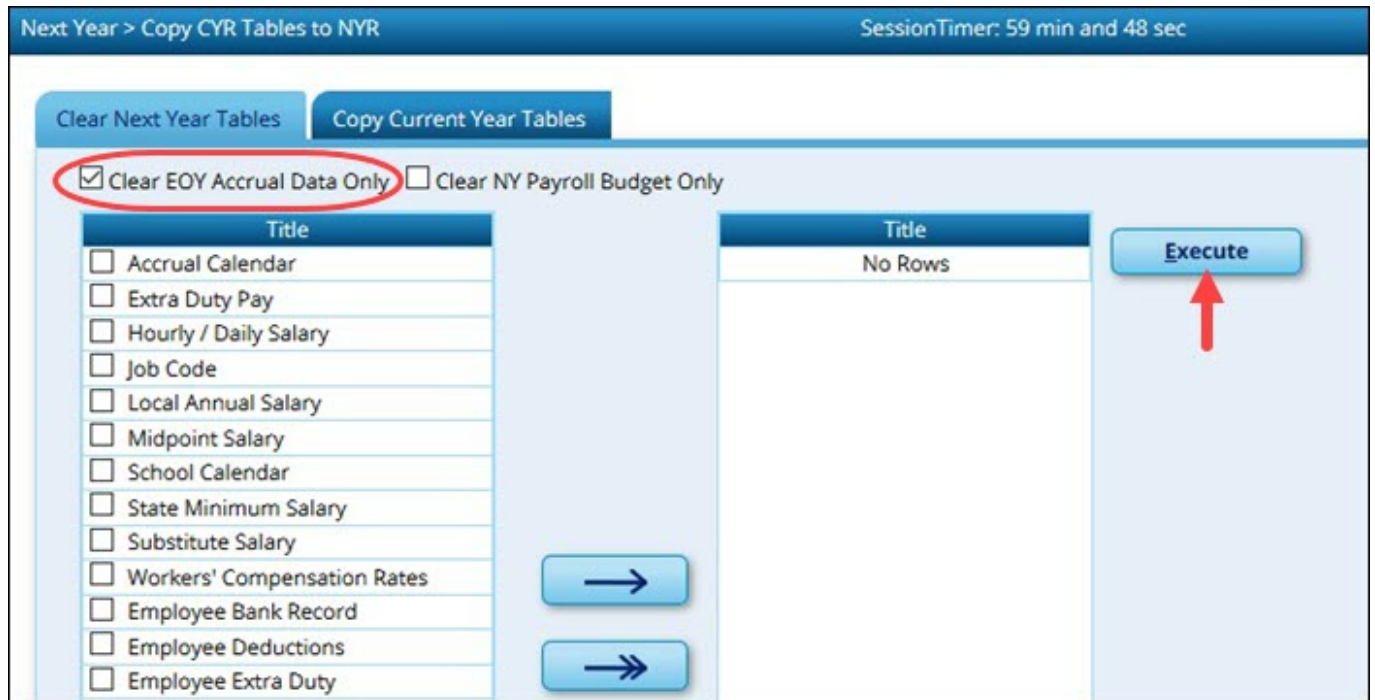 Next Year > Copy CYR Tables to NYR
SessionTimer: 59 min and 48 sec
Clear Next Year Tables
Copy Current Year Tables
Clear EOY Accrual Data Only
Clear NY Payroll Budget Only
Title
Accrual Calendar
Extra Duty Pay
Hourly / Daily Salary
Job Code
Local Annual Salary
Midpoint Salary
School Calendar
State Minimum Salary
Substitute Salary
Workers' Compensation Rates
Employee Bank Record
Employee Deductions
Employee Extra Duty
Title
No Rows
Execute